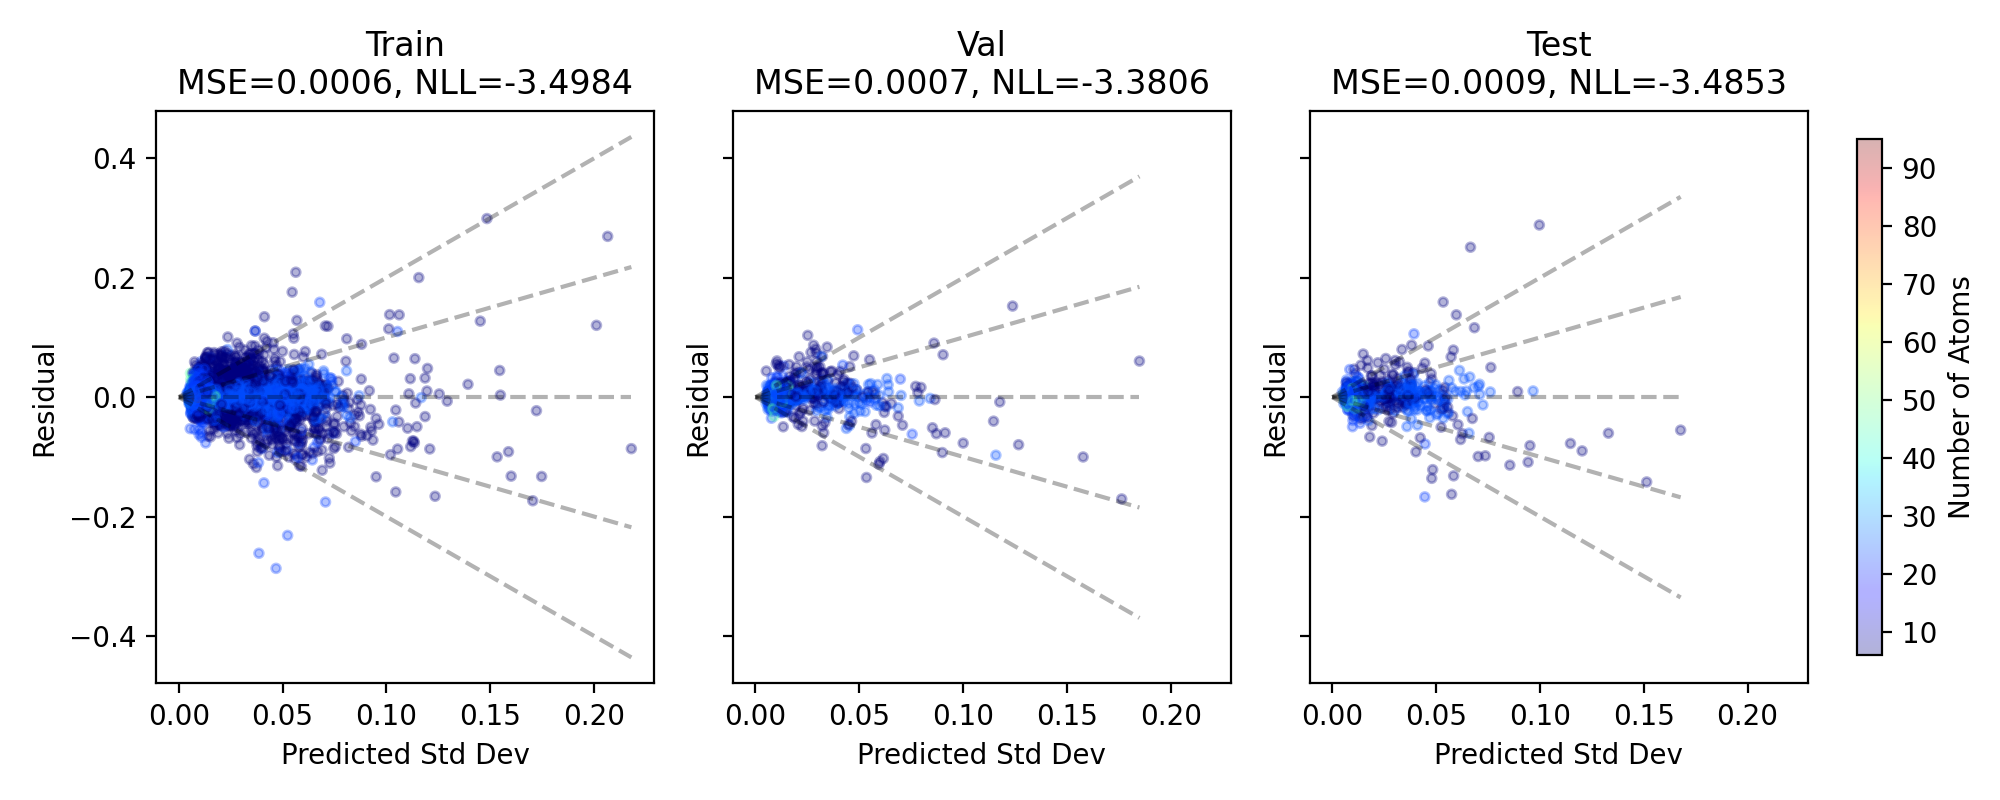 Train
MSE=0.0006, NLL=-3.4984
Val
MSE=0.0007, NLL=-3.3806
Test
MSE=0.0009, NLL=-3.4853
Residual
0.4
0.2
0.0
−0.2
−0.4
0.00 0.05 0.10 0.15 0.20
Predicted Std Dev
Residual
0.00 0.05 0.10 0.15 0.20
Predicted Std Dev
Residual
0.00 0.05 0.10 0.15 0.20
Predicted Std Dev
90
80
70
60
50
40
30
20
10
Number of Atoms